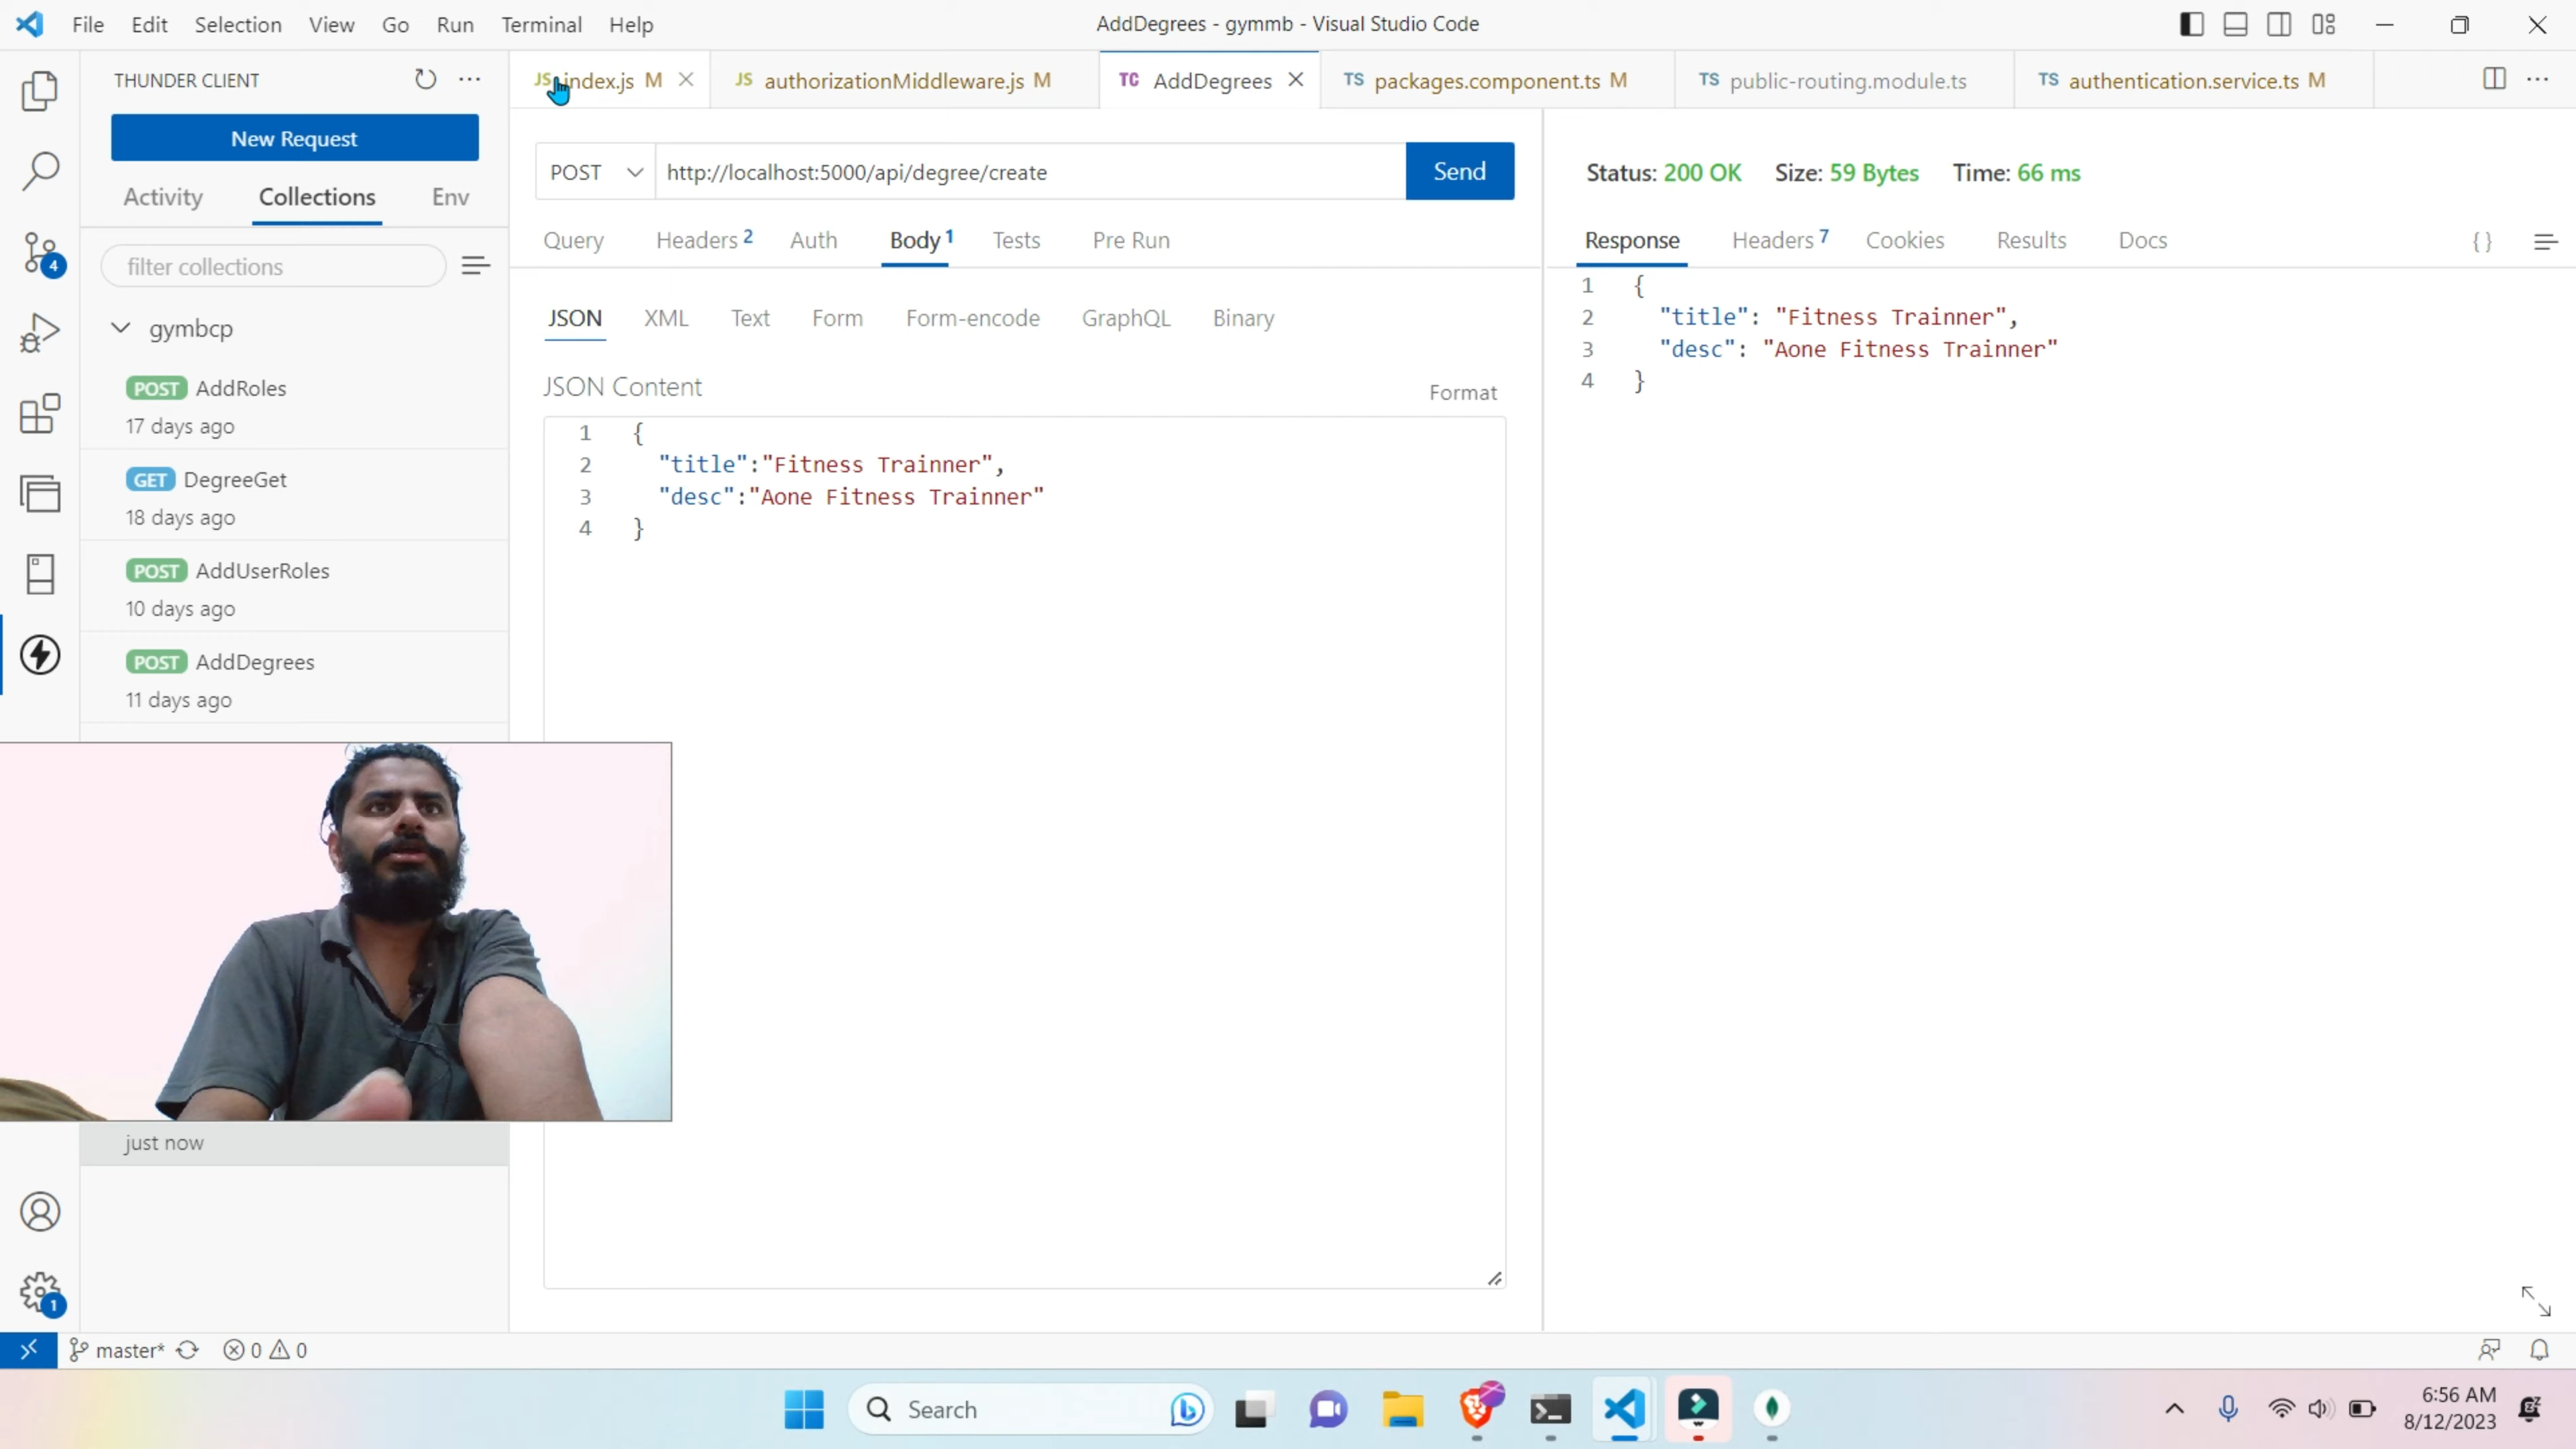 File Edit Selection View Go Run Terminal Help
AddDegrees - gymmb - Visual Studio Code
THUNDER CLIENT
JS index.js M
JS authorizationMiddleware.js M
TC AddDegrees
TS packages.component.ts M
TS public-routing.module.ts
TS authentication.service.ts M
New Request
Activity Collections Env
filter collections
4
gymbcp
POST AddRoles
17 days ago
GET DegreeGet
18 days ago
POST AddUserRoles
10 days ago
POST AddDegrees
11 days ago
just now
1
POST http://localhost:5000/api/degree/create Send
Query Headers 2 Auth Body 1 Tests Pre Run
JSON XML Text Form Form-encode GraphQL Binary
JSON Content
Format
1 {
2 "title":"Fitness Trainner",
3 "desc":"Aone Fitness Trainner"
4 }
Status: 200 OK Size: 59 Bytes Time: 66 ms
Response Headers 7 Cookies Results Docs { }
1 {
2 "title": "Fitness Trainner",
3 "desc": "Aone Fitness Trainner"
4 }
master* 0 0
Search
6:56 AM
8/12/2023